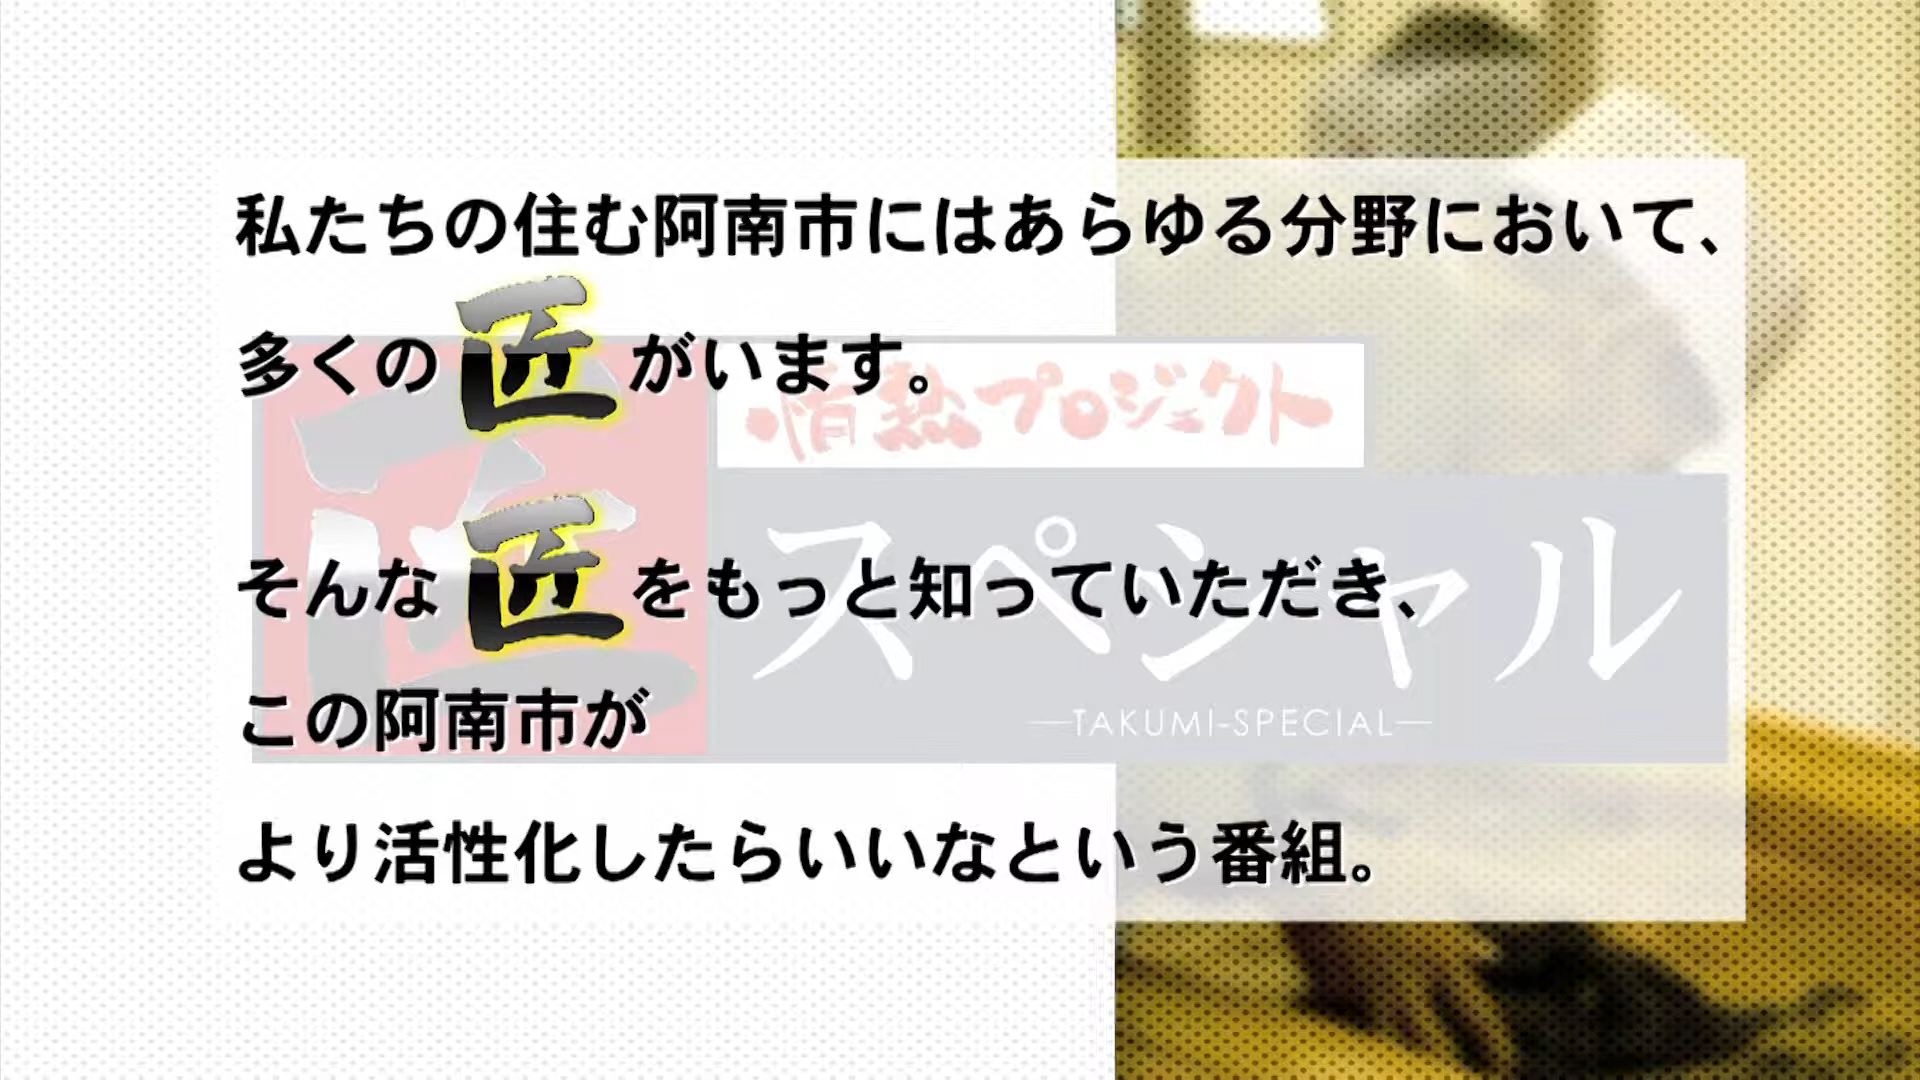 私たちの住む阿南市にはあらゆる分野において、
多くの匠がいます。
情熱プロジェクト
匠スペシャル
そんな匠をもっと知っていただき、
TAKUMI-SPECIAL
この阿南市が
より活性化したらいいなという番組。